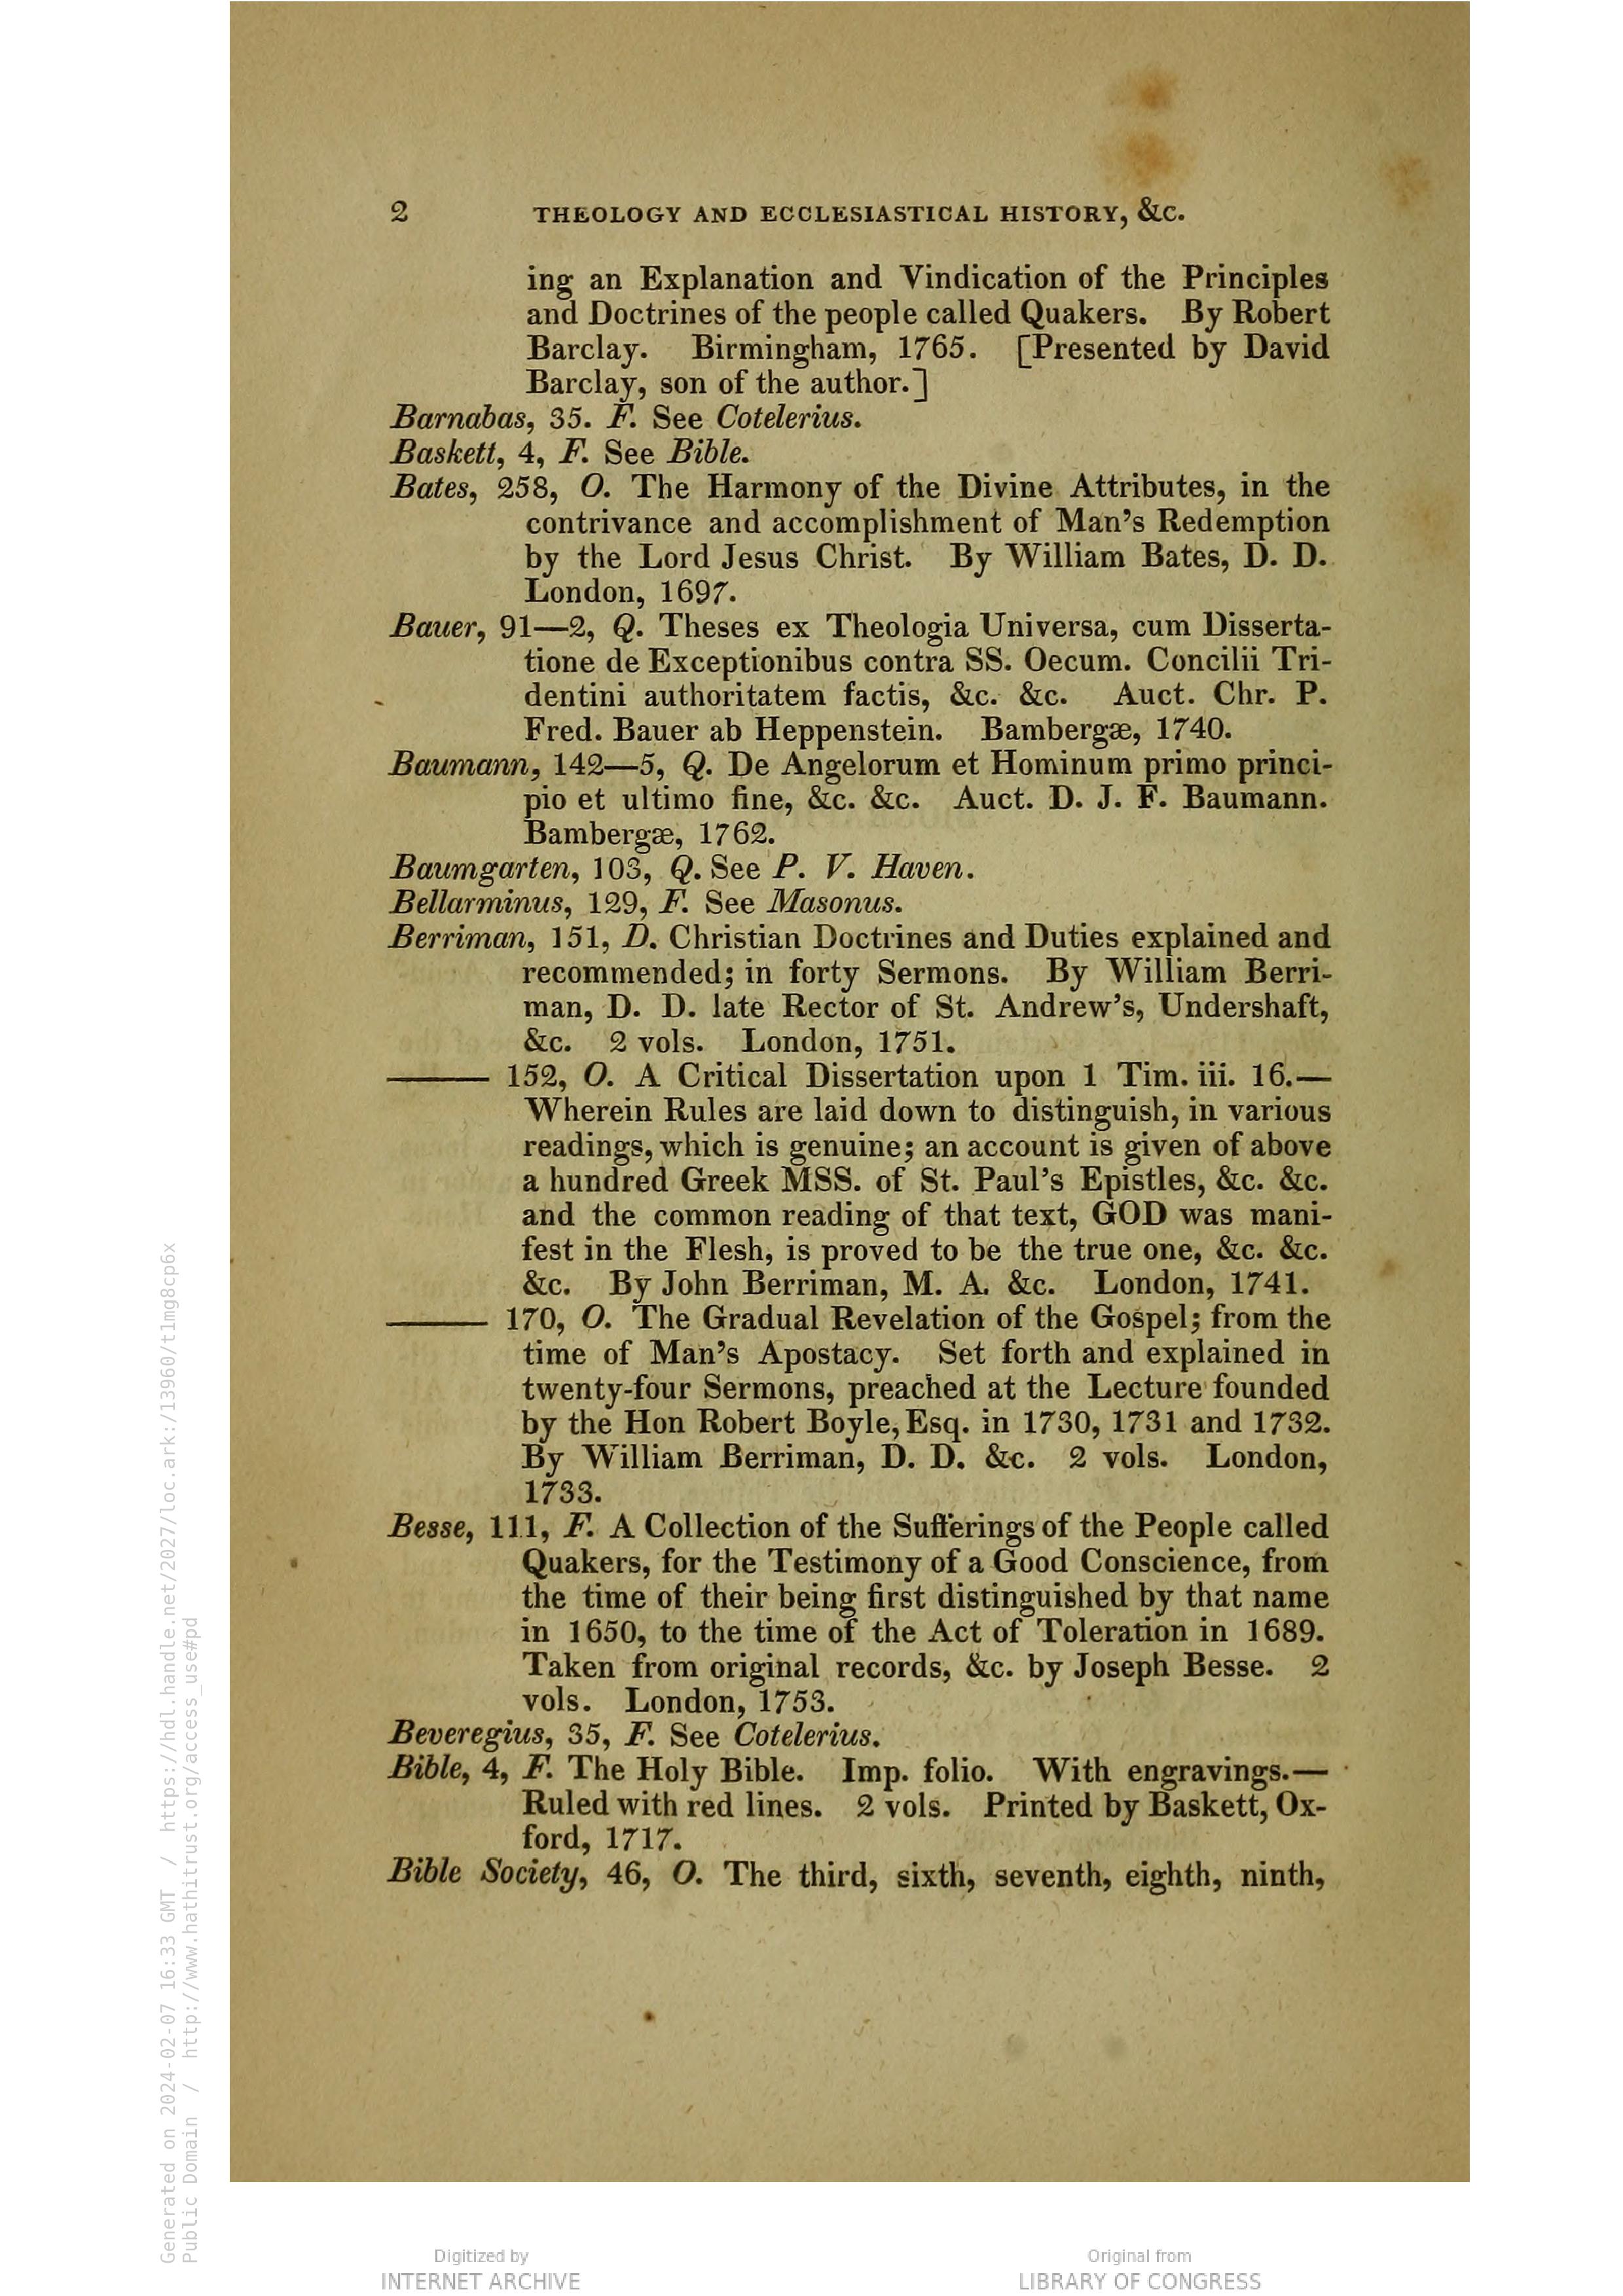 2 THEOLOGY AND ECCLESIASTICAL HISTORY, &c.
ing an Explanation and Vindication of the Principles
and Doctrines of the people called Quakers. By Robert
Barclay. Birmingham, 1765. [Presented by David
Barclay, son of the author.]
Barnabas, 35. F. See Cotelerius.
Baskett, 4, F. See Bible.
Bates, 258, O. The Harmony of the Divine Attributes, in the
contrivance and accomplishment of Man's Redemption
by the Lord Jesus Christ. By William Bates, D. D.
London, 1697.
Bauer, 91—2, Q. Theses ex Theologia Universa, cum Disserta-
tione de Exceptionibus contra SS. Oecum. Concilii Tri-
dentini authoritatem factis, &c. &c. Auct. Chr. P.
Fred. Bauer ab Heppenstein. Bambergæ, 1740.
Baumann, 142—5, Q. De Angelorum et Hominum primo princi-
pio et ultimo fine, &c. &c. Auct. D. J. F. Baumann.
Bambergæ, 1762.
Baumgarten, 103, Q. See P. V. Haven.
Bellarminus, 129, F. See Masonus.
Berriman, 151, D. Christian Doctrines and Duties explained and
recommended; in forty Sermons. By William Berri-
man, D. D. late Rector of St. Andrew's, Undershaft,
&c. 2 vols. London, 1751.
——— 152, O. A Critical Dissertation upon 1 Tim. iii. 16.—
Wherein Rules are laid down to distinguish, in various
readings, which is genuine; an account is given of above
a hundred Greek MSS. of St. Paul's Epistles, &c. &c.
and the common reading of that text, GOD was mani-
fest in the Flesh, is proved to be the true one, &c. &c.
&c. By John Berriman, M. A. &c. London, 1741.
——— 170, O. The Gradual Revelation of the Gospel; from the
time of Man's Apostacy. Set forth and explained in
twenty-four Sermons, preached at the Lecture founded
by the Hon Robert Boyle, Esq. in 1730, 1731 and 1732.
By William Berriman, D. D. &c. 2 vols. London,
1733.
Besse, 111, F. A Collection of the Sufferings of the People called
Quakers, for the Testimony of a Good Conscience, from
the time of their being first distinguished by that name
in 1650, to the time of the Act of Toleration in 1689.
Taken from original records, &c. by Joseph Besse. 2
vols. London, 1753.
Beveregius, 35, F. See Cotelerius.
Bible, 4, F. The Holy Bible. Imp. folio. With engravings.—
Ruled with red lines. 2 vols. Printed by Baskett, Ox-
ford, 1717.
Bible Society, 46, O. The third, sixth, seventh, eighth, ninth,
Generated on 2024-02-07 16:33 GMT / https://hdl.handle.net/2027/loc.ark:/13960/t1mg8cp6x
Public Domain / http://www.hathitrust.org/access_use#pd
Digitized by
INTERNET ARCHIVE
Original from
LIBRARY OF CONGRESS